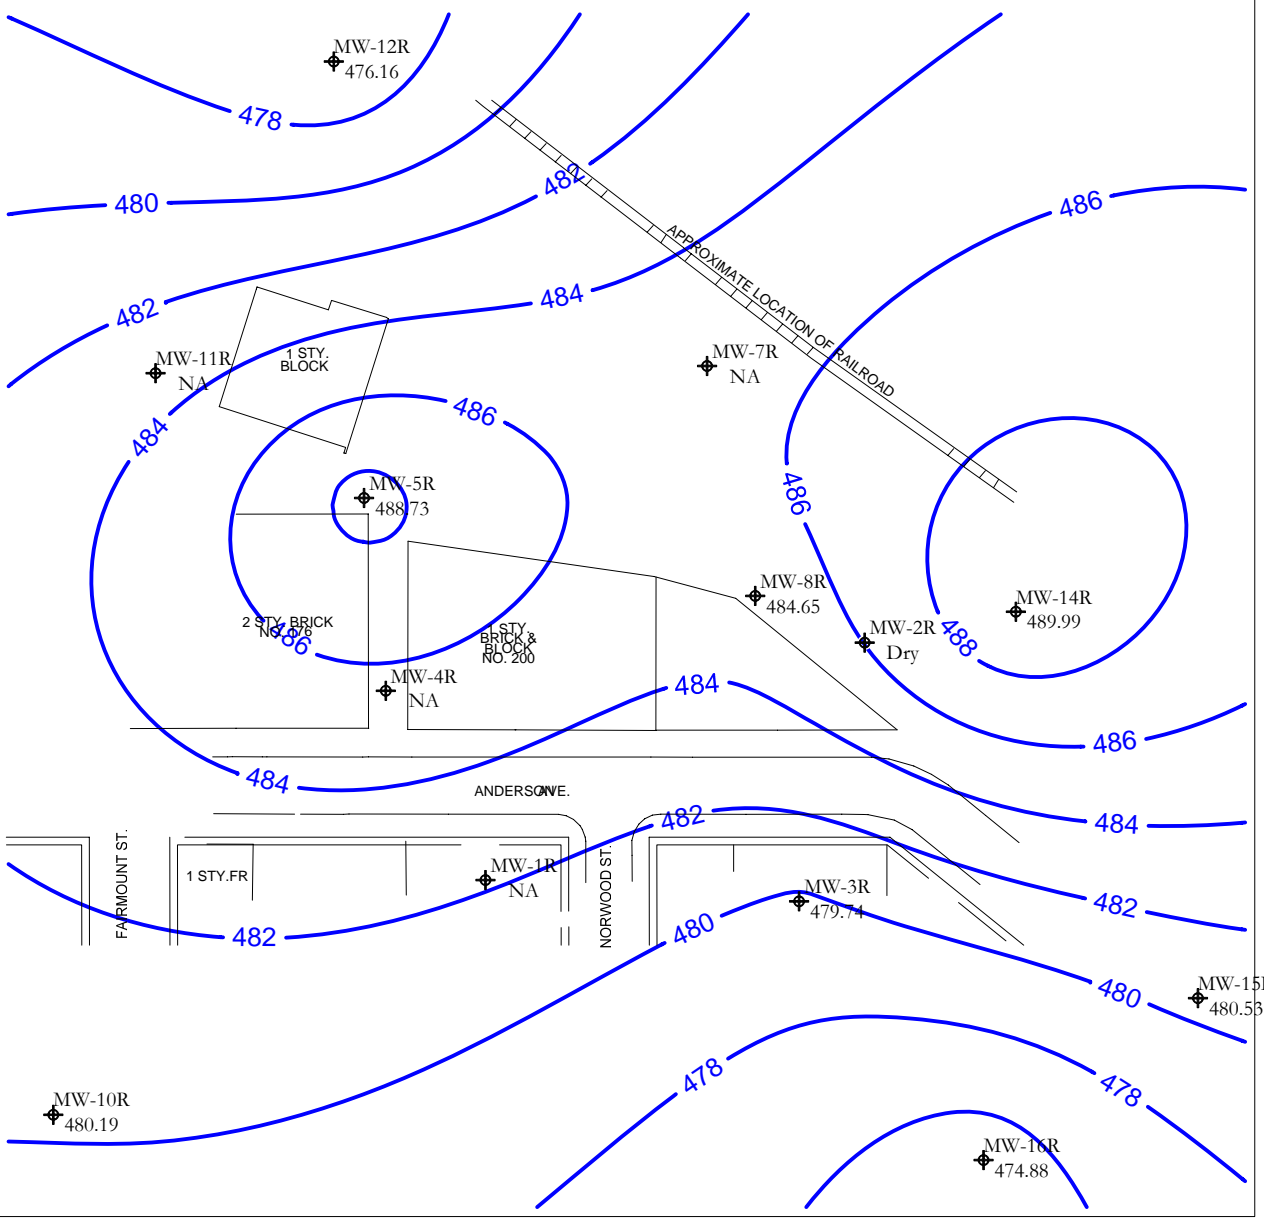 MW-12R
476.16
478
480
482
486
APPROXIMATE LOCATION OF RAILROAD
482
484
MW-11R
NA
1 STY.
BLOCK
MW-7R
NA
484
486
MW-5R
488.73
486
MW-8R
484.65
MW-14R
489.99
2 STY. BRICK
NO. 176
486
1 STY.
BRICK &
BLOCK
NO. 200
MW-2R
Dry
488
MW-4R
NA
484
486
484
ANDERSON AVE.
482
484
FAIRMOUNT ST.
1 STY.FR
MW-1R
NA
NORWOOD ST.
MW-3R
479.74
482
482
480
480
MW-15R
480.53
478
478
MW-10R
480.19
MW-16R
474.88